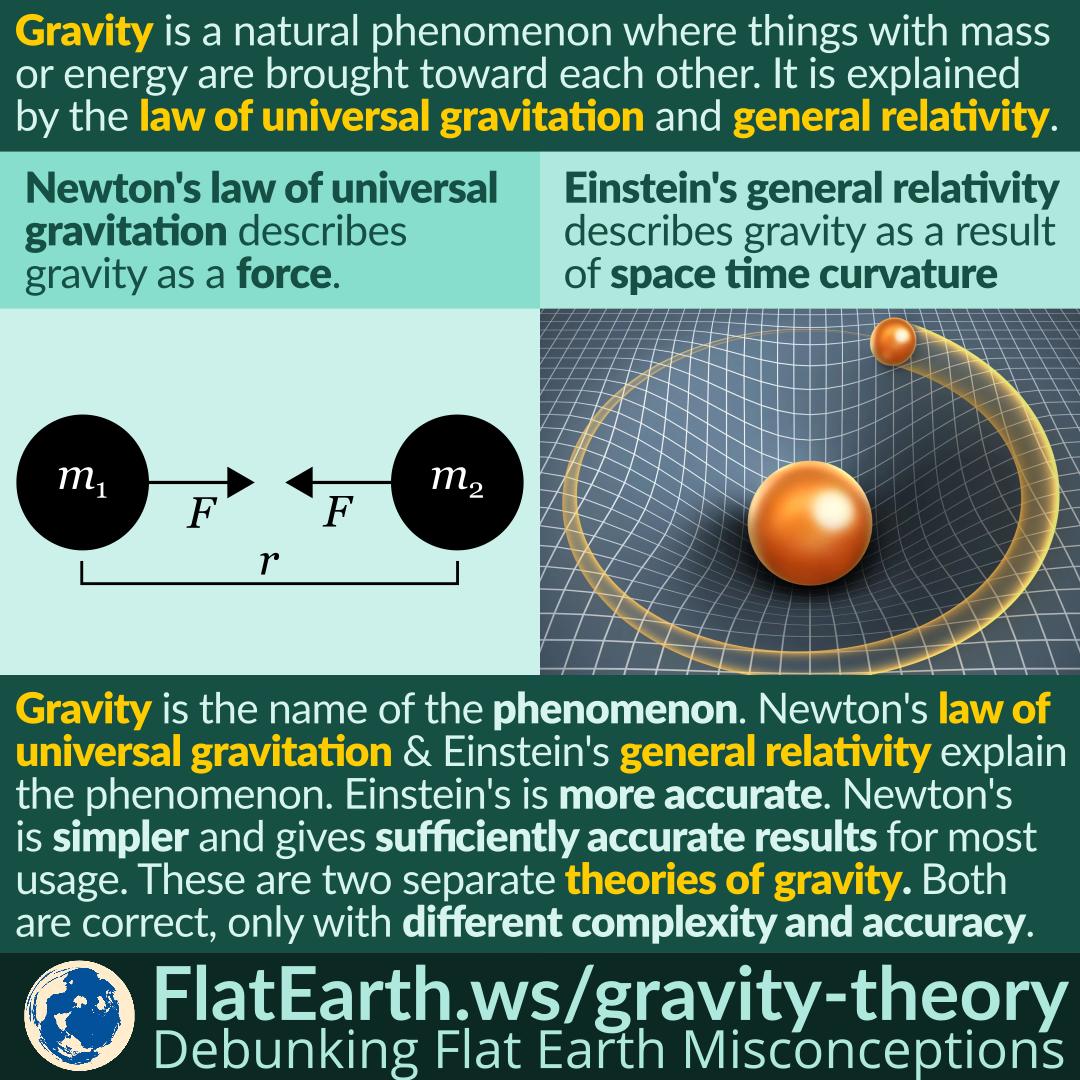 Gravity is a natural phenomenon where things with mass
or energy are brought toward each other. It is explained
by the law of universal gravitation and general relativity.
Newton's law of universal
gravitation describes
gravity as a force.
Einstein's general relativity
describes gravity as a result
of space time curvature
m₁
F
F
m₂
r
Gravity is the name of the phenomenon. Newton's law of
universal gravitation & Einstein's general relativity explain
the phenomenon. Einstein's is more accurate. Newton's
is simpler and gives sufficiently accurate results for most
usage. These are two separate theories of gravity. Both
are correct, only with different complexity and accuracy.
FlatEarth.ws/gravity-theory
Debunking Flat Earth Misconceptions